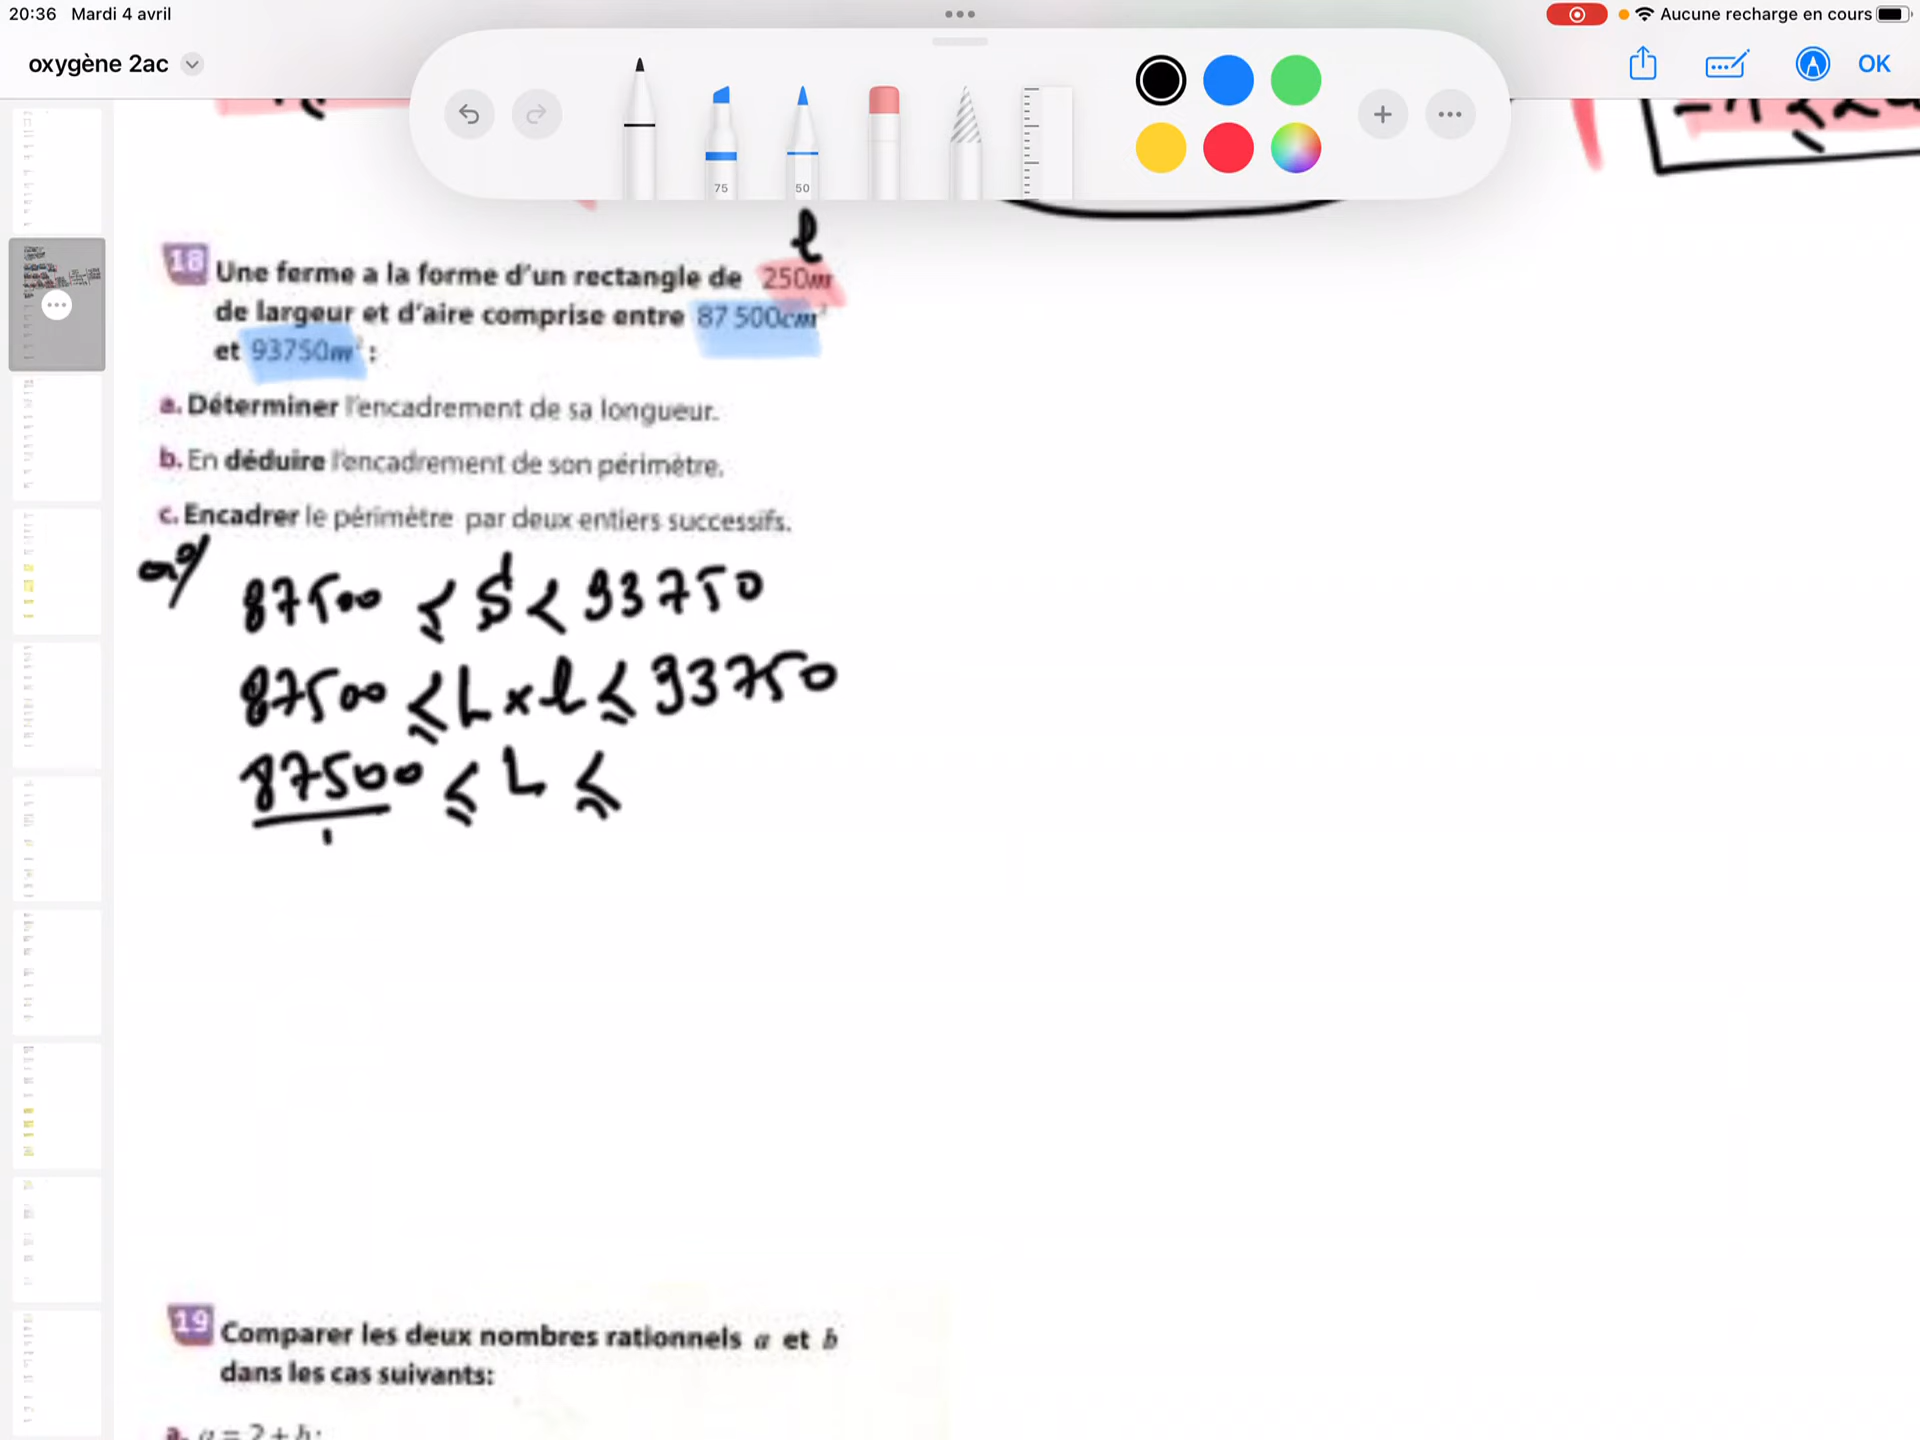 20:36 Mardi 4 avril
Aucune recharge en cours
oxygène 2ac
OK
75
50
l
18 Une ferme a la forme d'un rectangle de 250m
de largeur et d'aire comprise entre 87 500cm²
et 93750m² :
a. Déterminer l'encadrement de sa longueur.
b. En déduire l'encadrement de son périmètre.
c. Encadrer le périmètre par deux entiers successifs.
a°/
87500 ≤ S ≤ 93750
87500 ≤ L × l ≤ 93750
87500 ≤ L ≤
19 Comparer les deux nombres rationnels a et b
dans les cas suivants:
a. a = 2 + b;